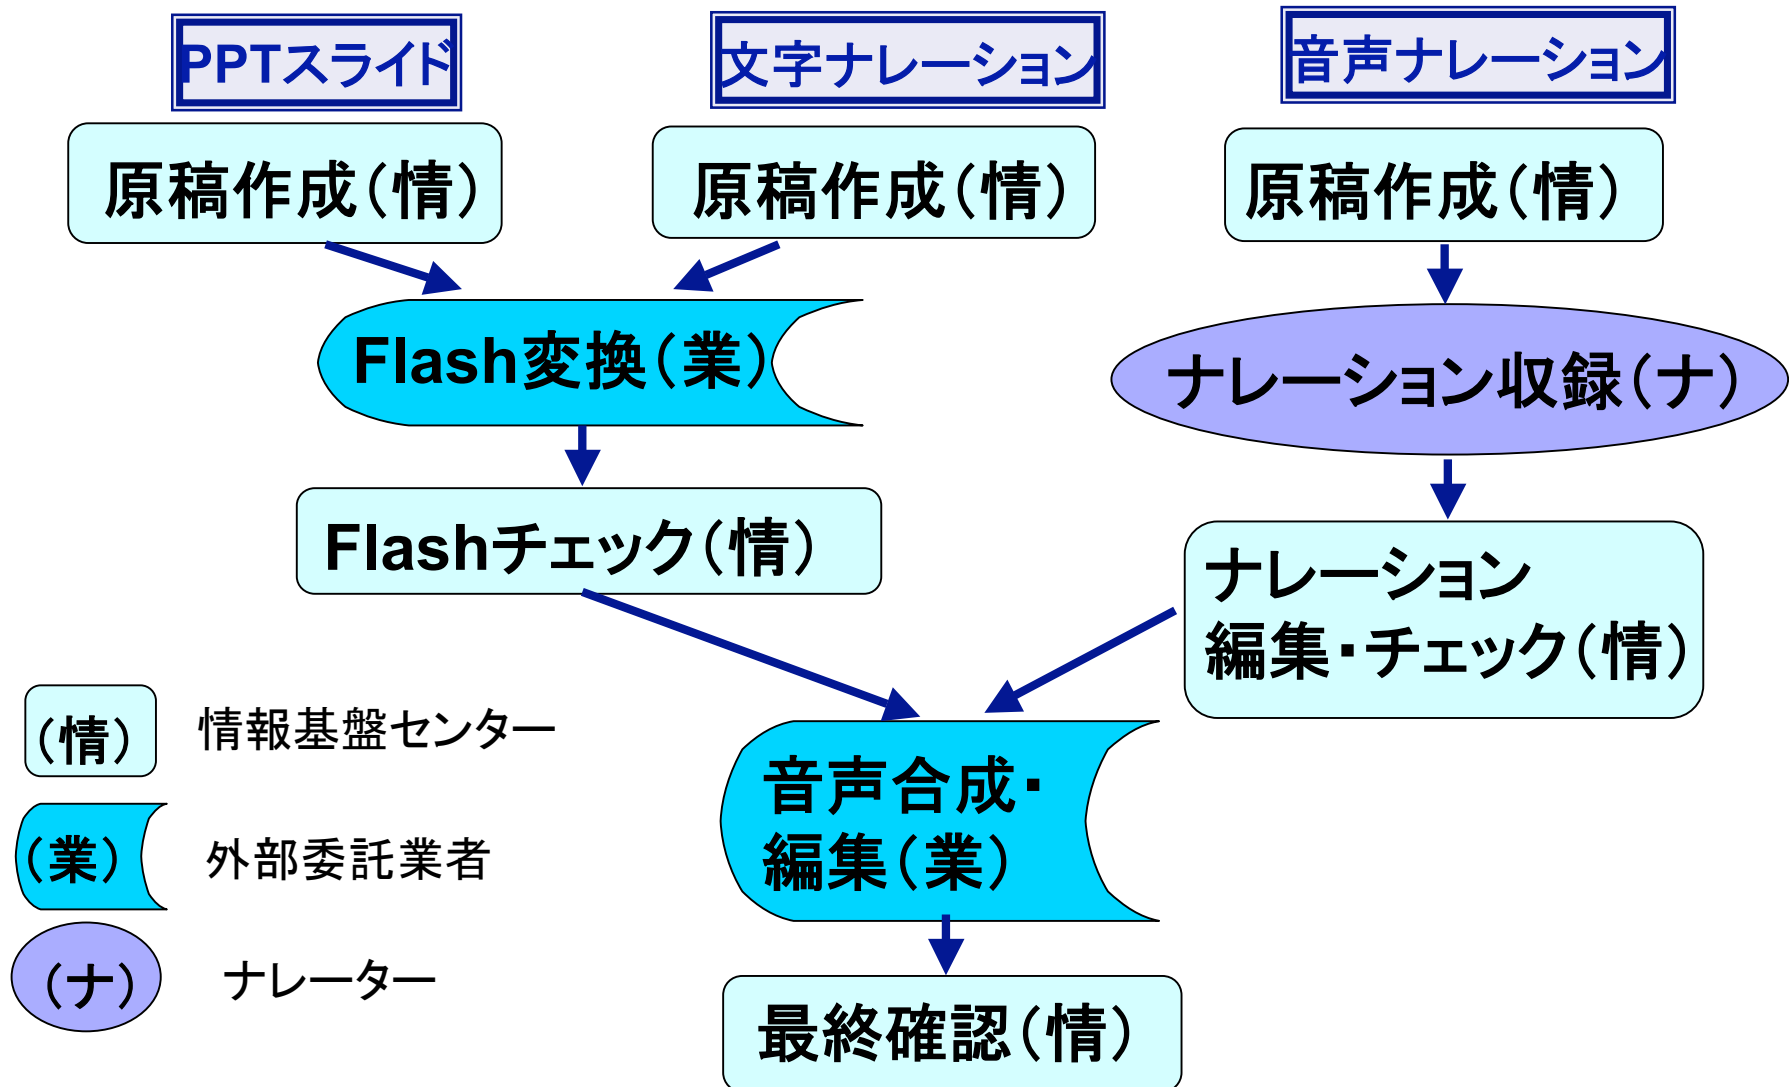 PPTスライド
文字ナレーション
音声ナレーション
原稿作成(情)
原稿作成(情)
原稿作成(情)
Flash変換(業)
ナレーション収録(ナ)
Flashチェック(情)
ナレーション
編集・チェック(情)
音声合成・
編集(業)
最終確認(情)
(情) 情報基盤センター
(業) 外部委託業者
(ナ) ナレーター